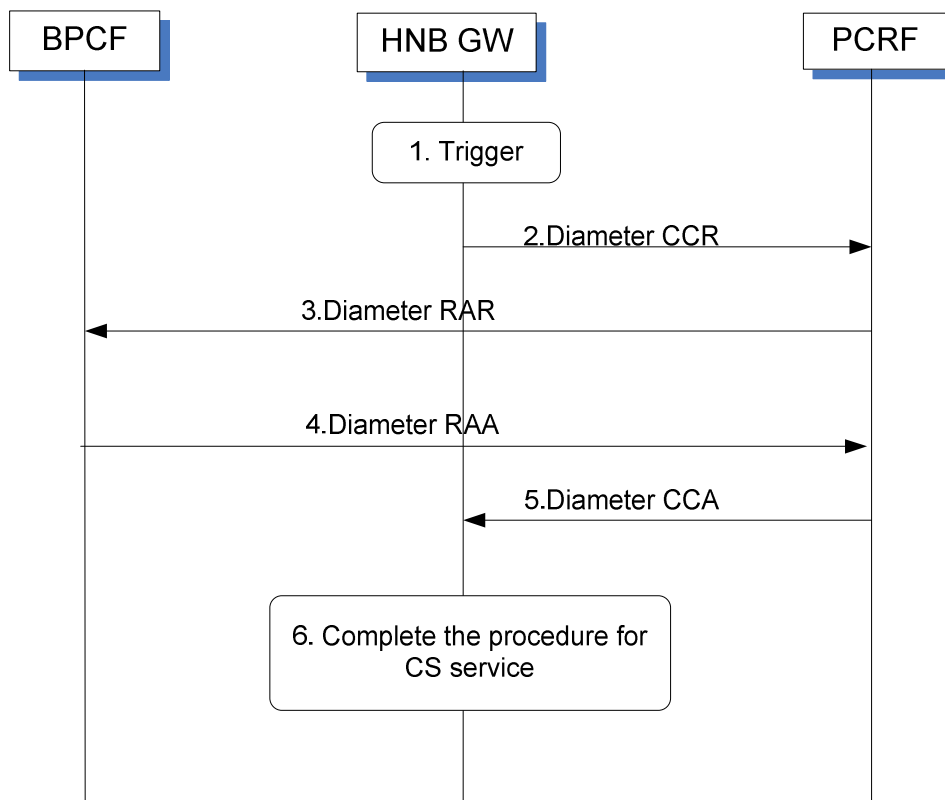 BPCF
HNB GW
PCRF
1. Trigger
2.Diameter CCR
3.Diameter RAR
4.Diameter RAA
5.Diameter CCA
6. Complete the procedure for
CS service